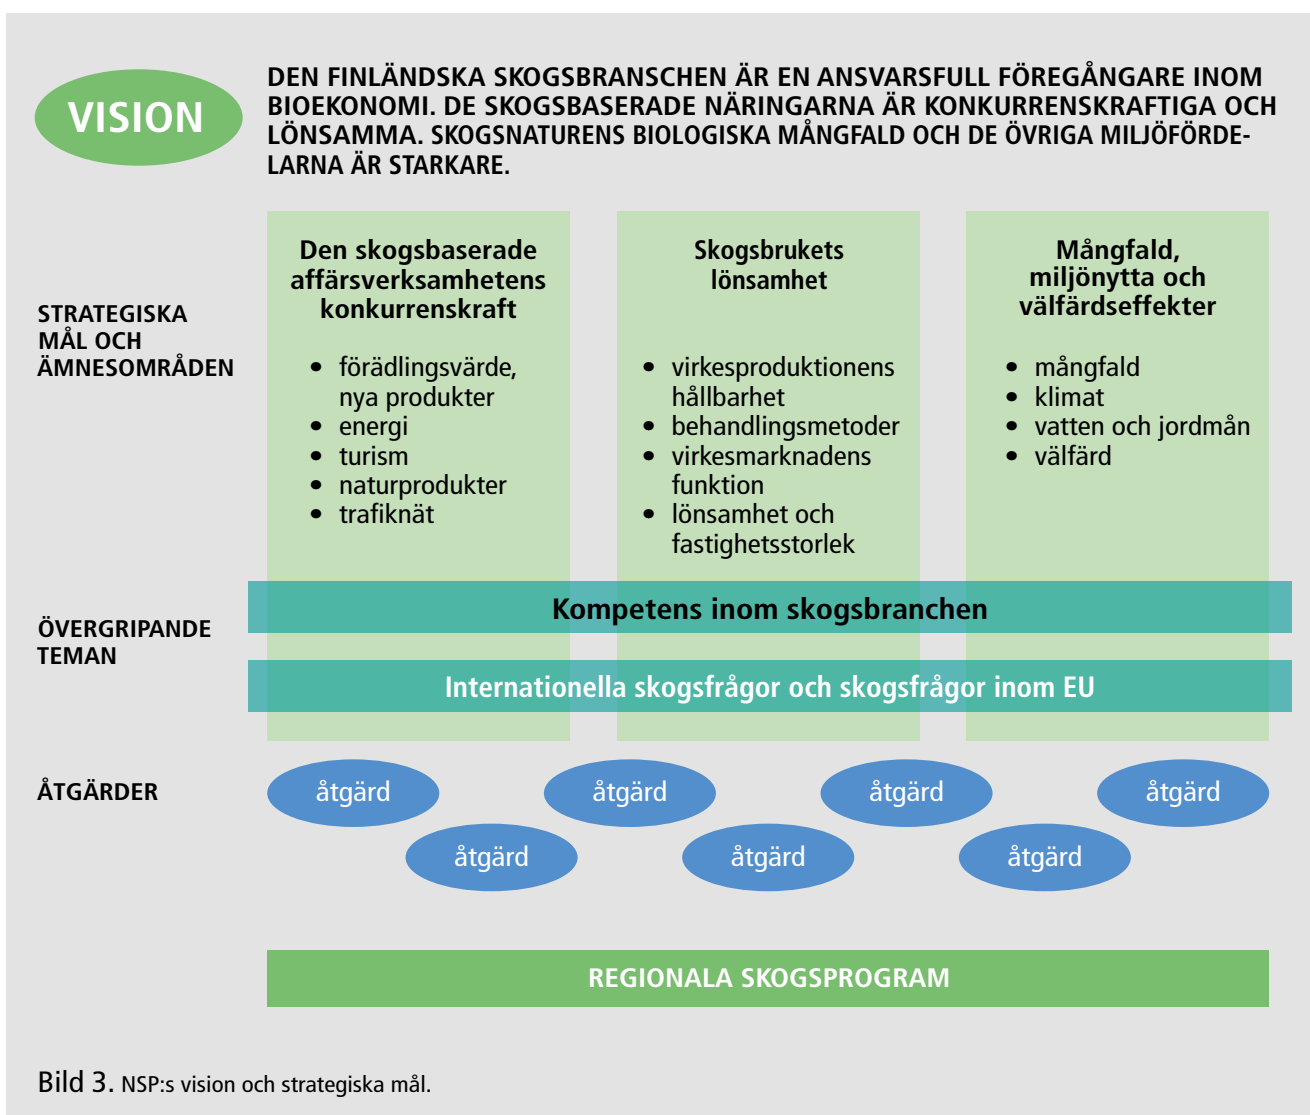 VISION
DEN FINLÄNDSKA SKOGSBRANSCHEN ÄR EN ANSVARSFULL FÖREGÅNGARE INOM
BIOEKONOMI. DE SKOGSBASERADE NÄRINGARNA ÄR KONKURRENSKRAFTIGA OCH
LÖNSAMMA. SKOGSNATURENS BIOLOGISKA MÅNGFALD OCH DE ÖVRIGA MILJÖFÖRDE-
LARNA ÄR STARKARE.
STRATEGISKA
MÅL OCH
ÄMNESOMRÅDEN
Den skogsbaserade
affärsverksamhetens
konkurrenskraft
• förädlingsvärde,
nya produkter
• energi
• turism
• naturprodukter
• trafiknät
Skogsbrukets
lönsamhet
• virkesproduktionens
hållbarhet
• behandlingsmetoder
• virkesmarknadens
funktion
• lönsamhet och
fastighetsstorlek
Mångfald,
miljönytta och
välfärdseffekter
• mångfald
• klimat
• vatten och jordmån
• välfärd
ÖVERGRIPANDE
TEMAN
Kompetens inom skogsbranchen
Internationella skogsfrågor och skogsfrågor inom EU
ÅTGÄRDER
åtgärd åtgärd åtgärd åtgärd
åtgärd åtgärd åtgärd
REGIONALA SKOGSPROGRAM
Bild 3. NSP:s vision och strategiska mål.